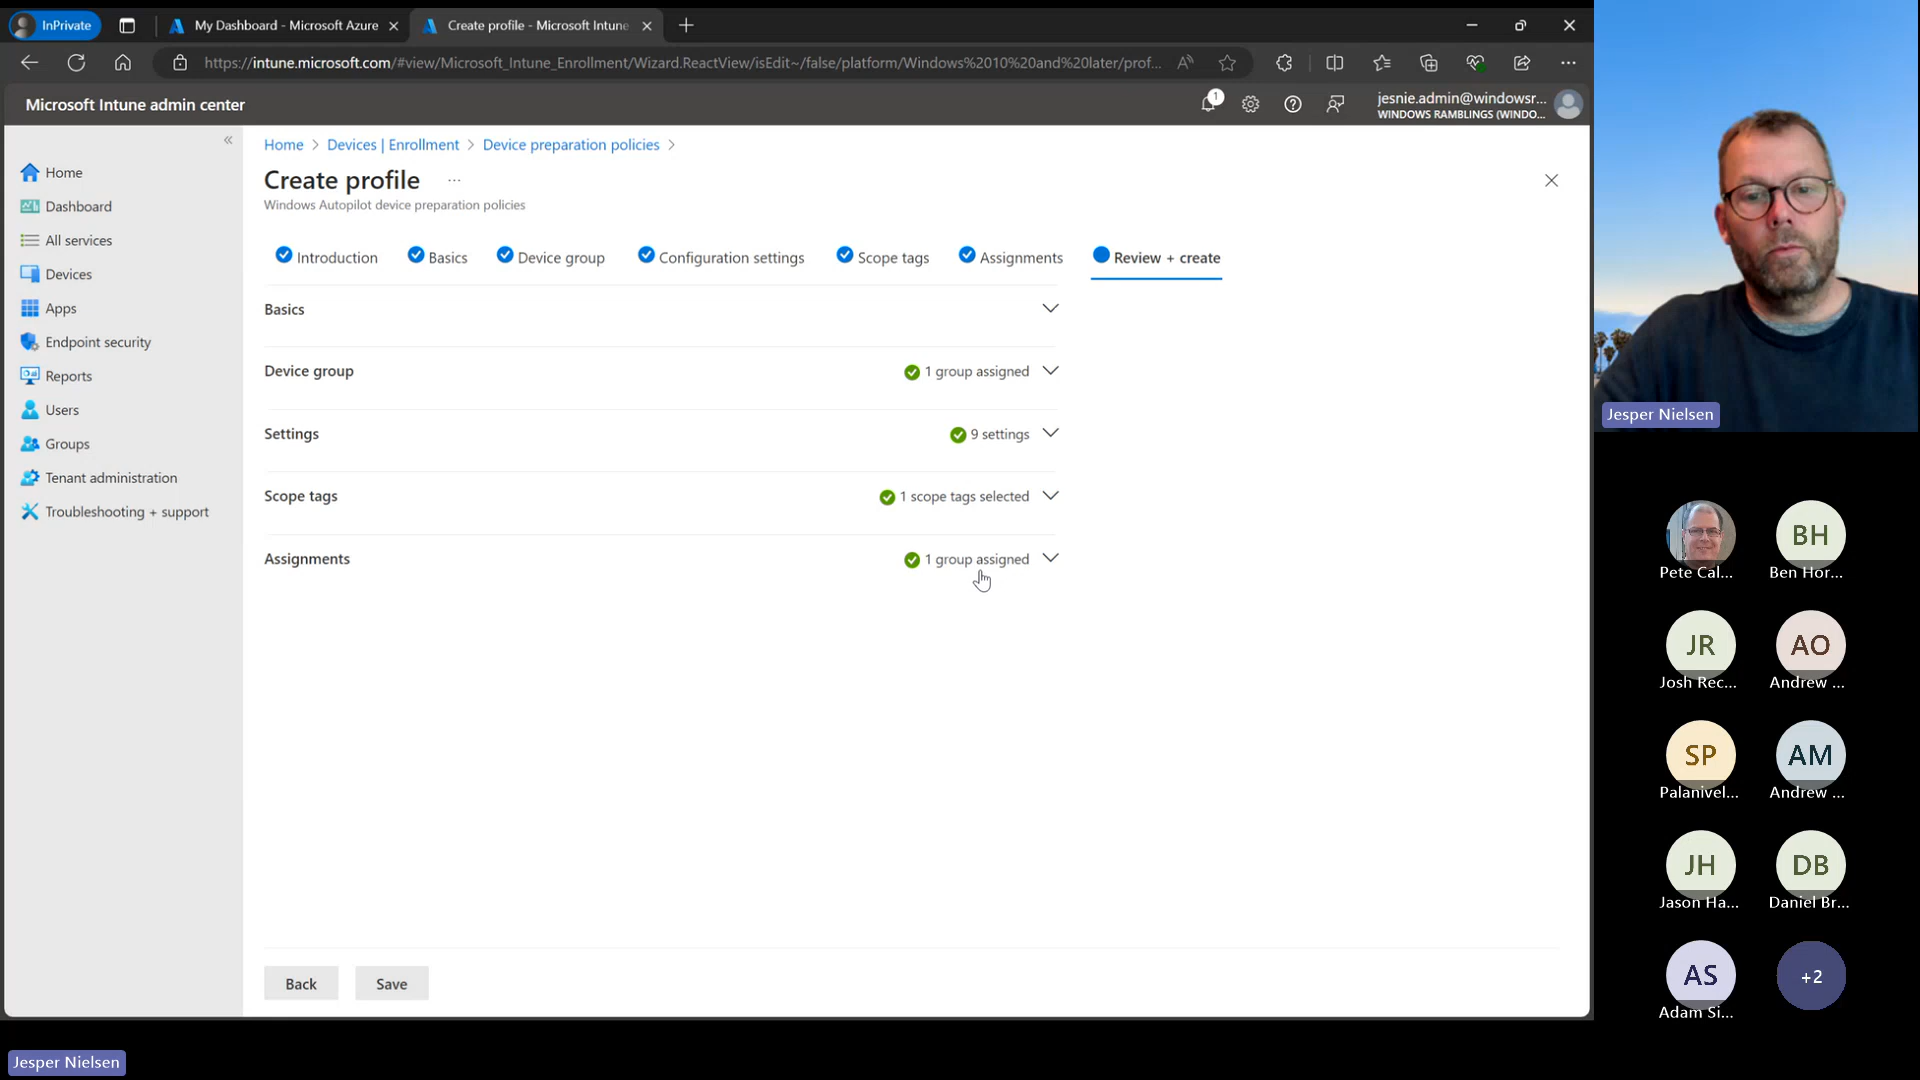 InPrivate
My Dashboard - Microsoft Azure
Create profile - Microsoft Intune
https://intune.microsoft.com/#view/Microsoft_Intune_Enrollment/Wizard.ReactView/isEdit~/false/platform/Windows%2010%20and%20later/prof...
Microsoft Intune admin center
1
jesnie.admin@windowsr...
WINDOWS RAMBLINGS (WINDO...
Home
Dashboard
All services
Devices
Apps
Endpoint security
Reports
Users
Groups
Tenant administration
Troubleshooting + support
Home > Devices | Enrollment > Device preparation policies >
Create profile ...
Windows Autopilot device preparation policies
Introduction
Basics
Device group
Configuration settings
Scope tags
Assignments
Review + create
Basics
Device group
1 group assigned
Settings
9 settings
Scope tags
1 scope tags selected
Assignments
1 group assigned
Back
Save
Jesper Nielsen
Pete Cal...
BH
Ben Hor...
JR
Josh Rec...
AO
Andrew ...
SP
Palanivel...
AM
Andrew ...
JH
Jason Ha...
DB
Daniel Br...
AS
Adam Si...
+2
Jesper Nielsen